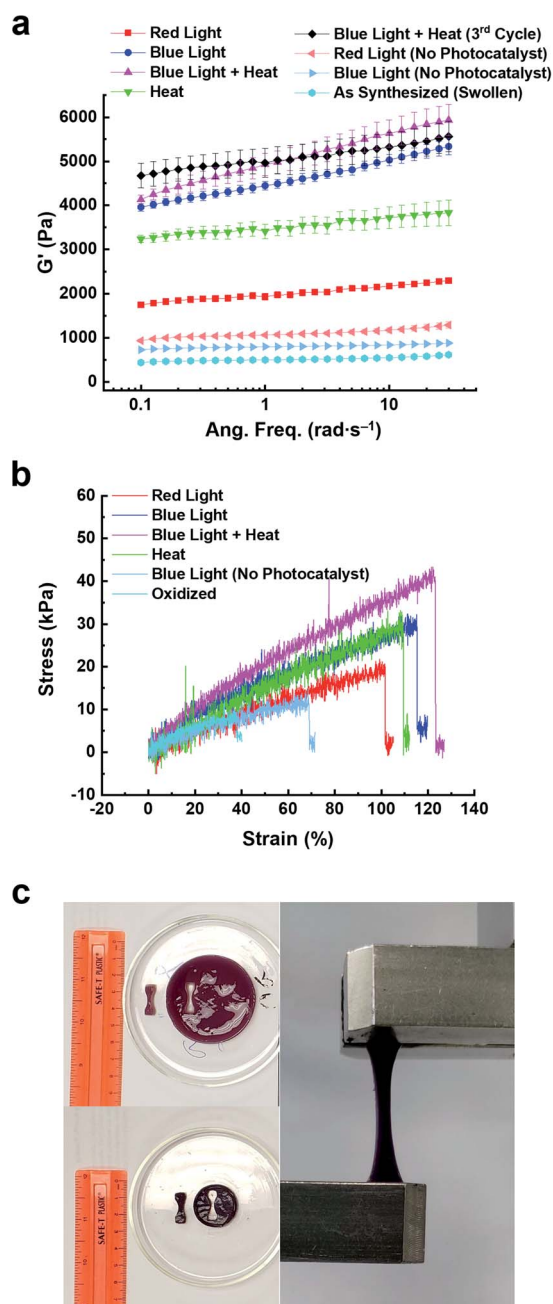 a
Red Light
Blue Light
Blue Light + Heat
Heat
Blue Light + Heat (3rd Cycle)
Red Light (No Photocatalyst)
Blue Light (No Photocatalyst)
As Synthesized (Swollen)
6000
5000
4000
3000
2000
1000
0
G' (Pa)
0.1 1 10
Ang. Freq. (rad·s⁻¹)
b
Red Light
Blue Light
Blue Light + Heat
Heat
Blue Light (No Photocatalyst)
Oxidized
60
50
40
30
20
10
0
-10
Stress (kPa)
-20 0 20 40 60 80 100 120 140
Strain (%)
c
SAFE-T PLASTIC
SAFE-T PLASTIC